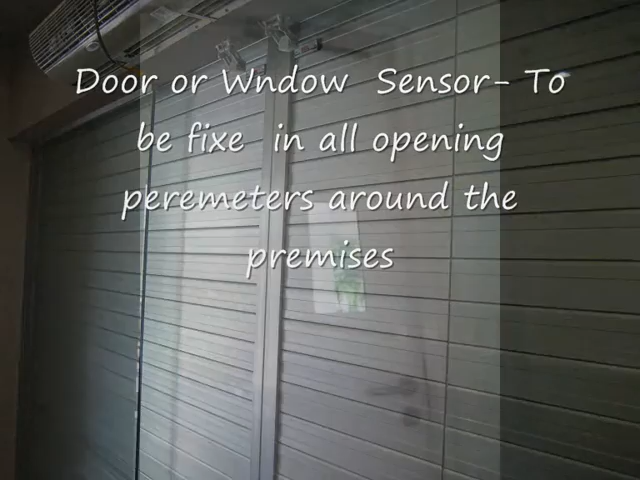 Door or Wndow Sensor- To
be fixe in all opening
peremeters around the
premises